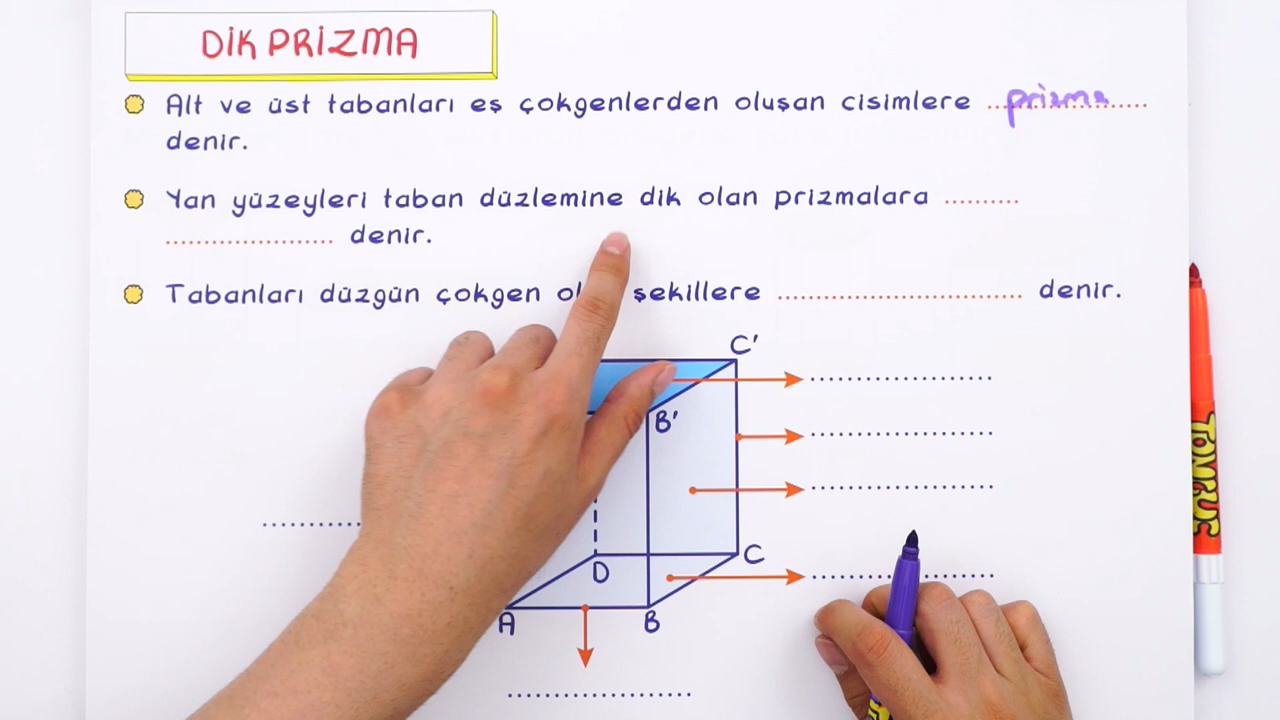 DİK PRİZMA
Alt ve üst tabanları eş çokgenlerden oluşan cisimlere prizma
denir.
Yan yüzeyleri taban düzlemine dik olan prizmalara ..........
..................... denir.
Tabanları düzgün çokgen şekillere .............................. denir.
C'
B'
C
D
A
B
TOMBUL